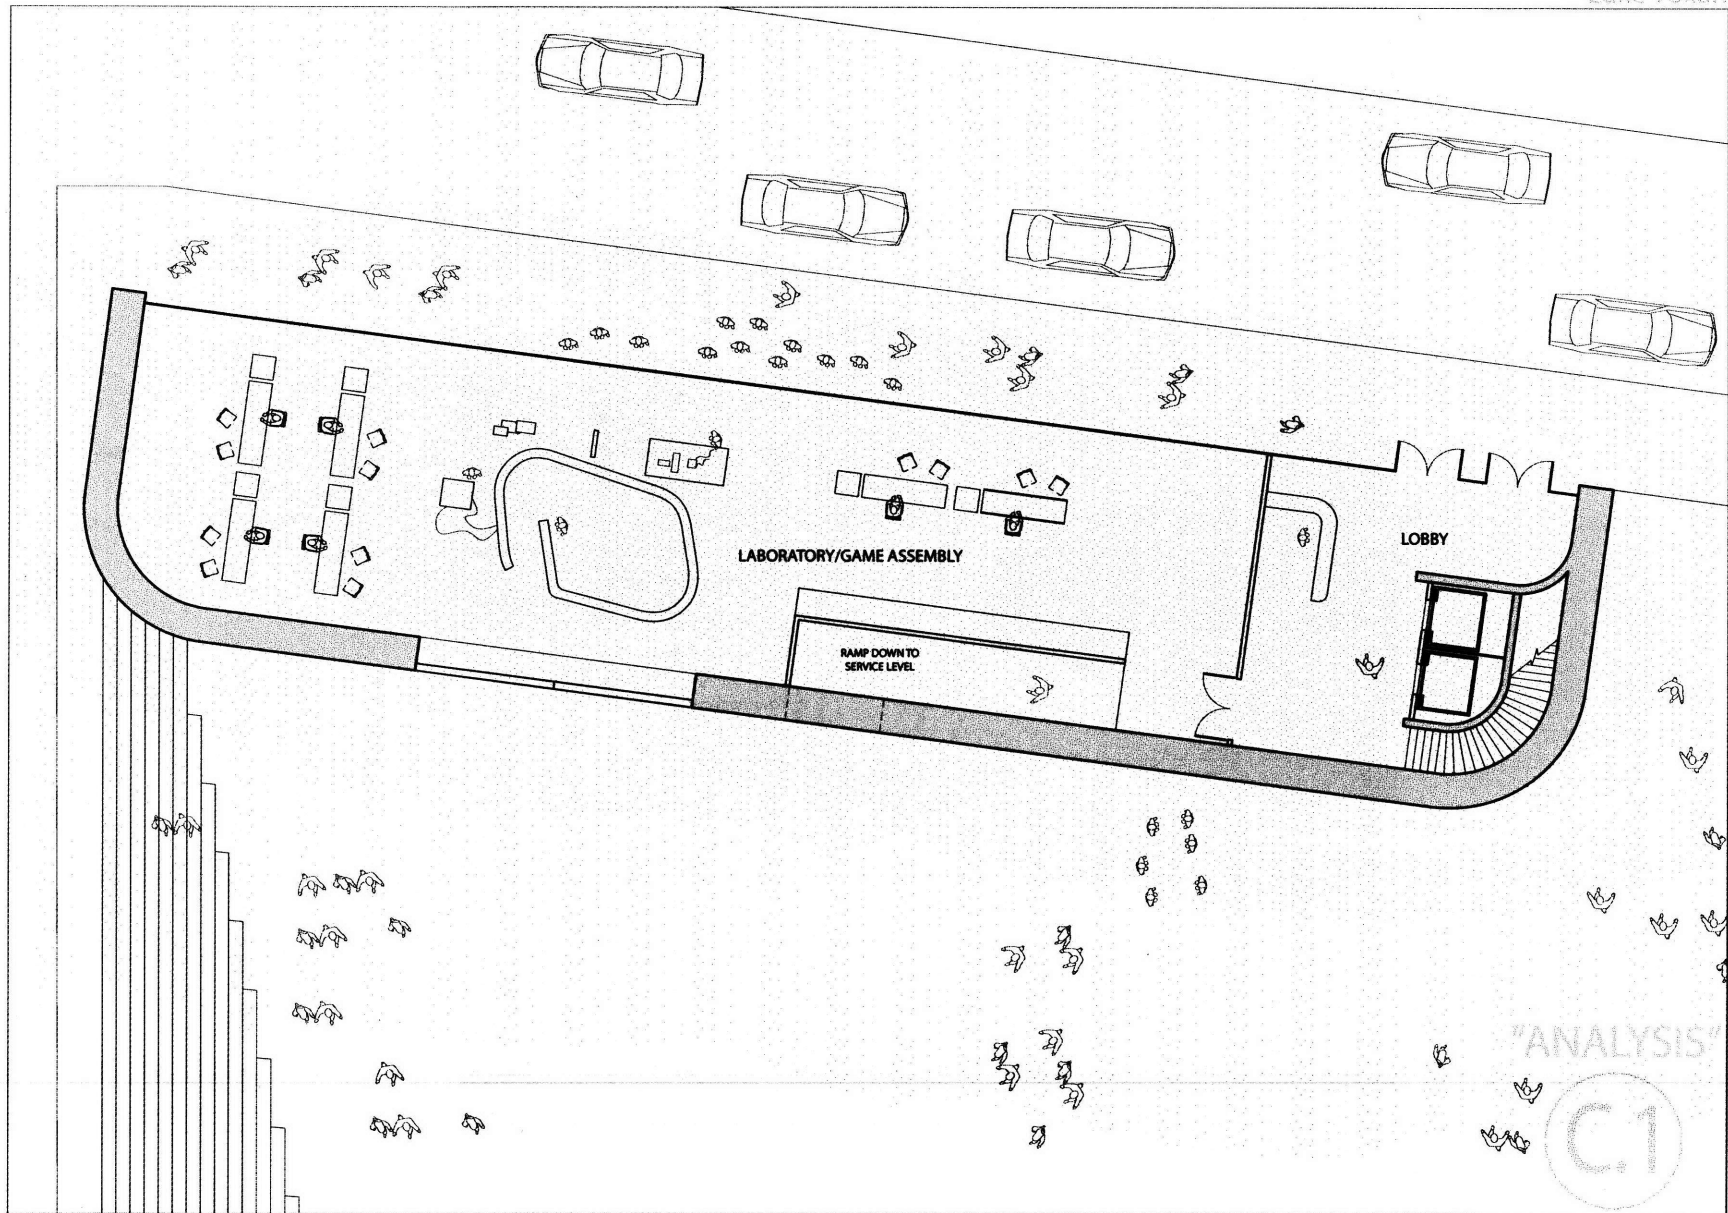 LABORATORY/GAME ASSEMBLY
LOBBY
RAMP DOWN TO
SERVICE LEVEL
"ANALYSIS"
C.1